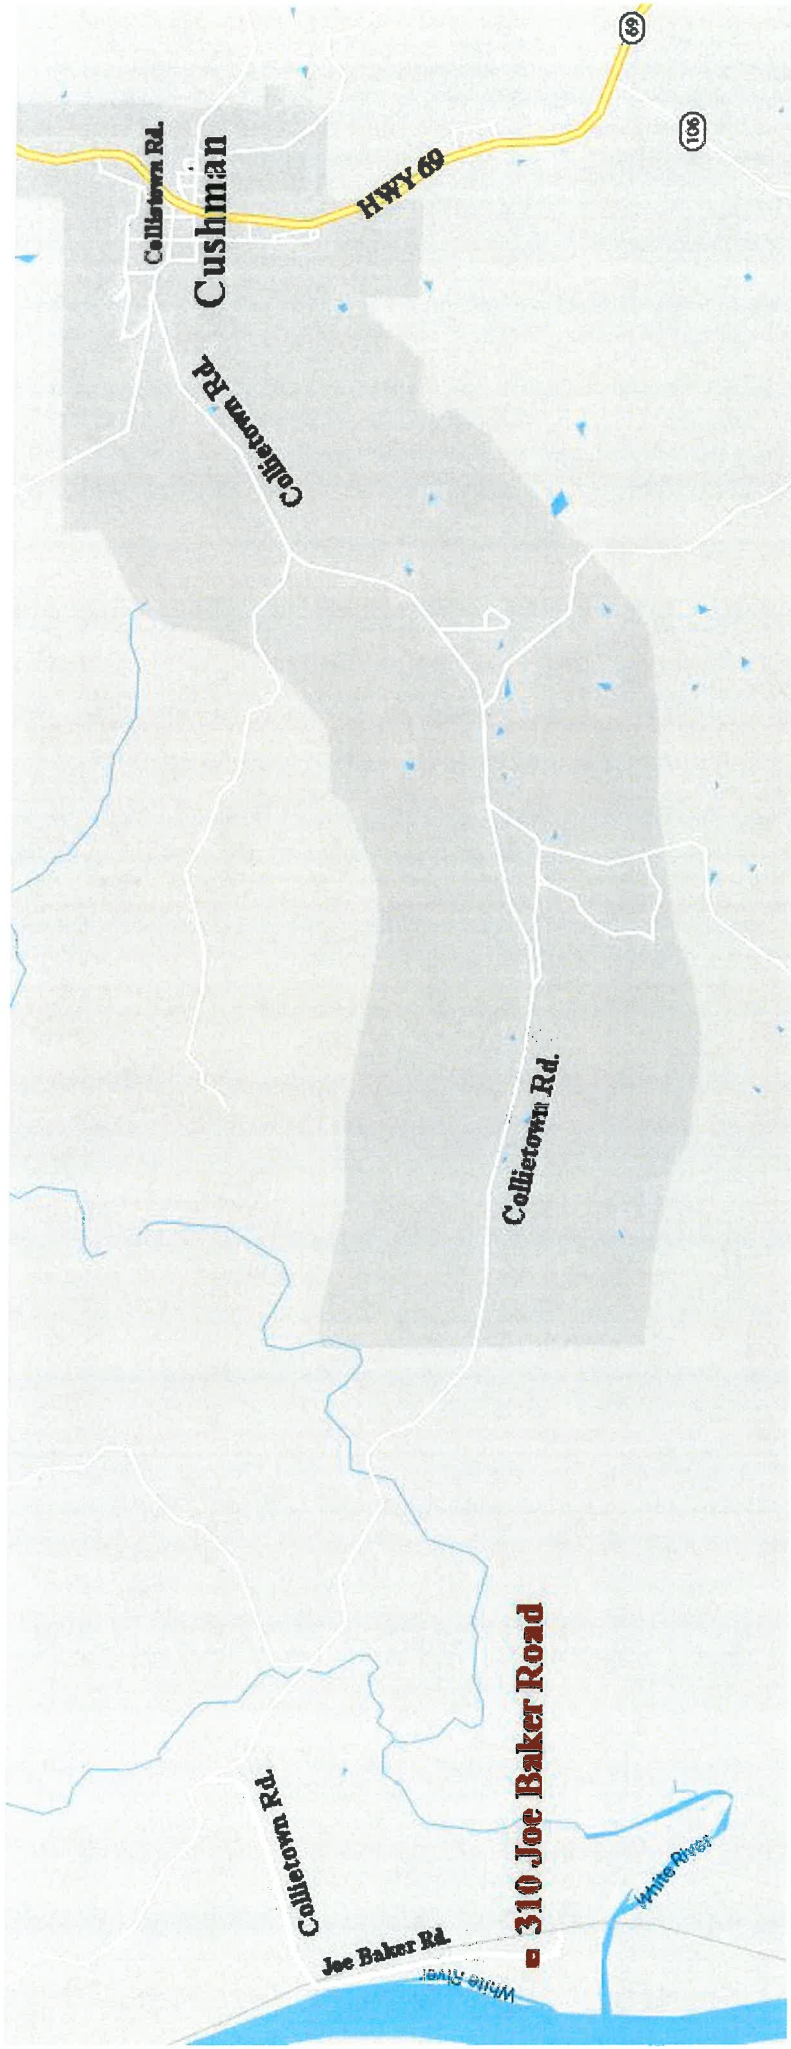 69
106
Collietown Rd.
Cushman
HWY 69
Collietown Rd.
Collietown Rd.
310 Joe Baker Road
Collietown Rd.
White River
Joe Baker Rd.
White River